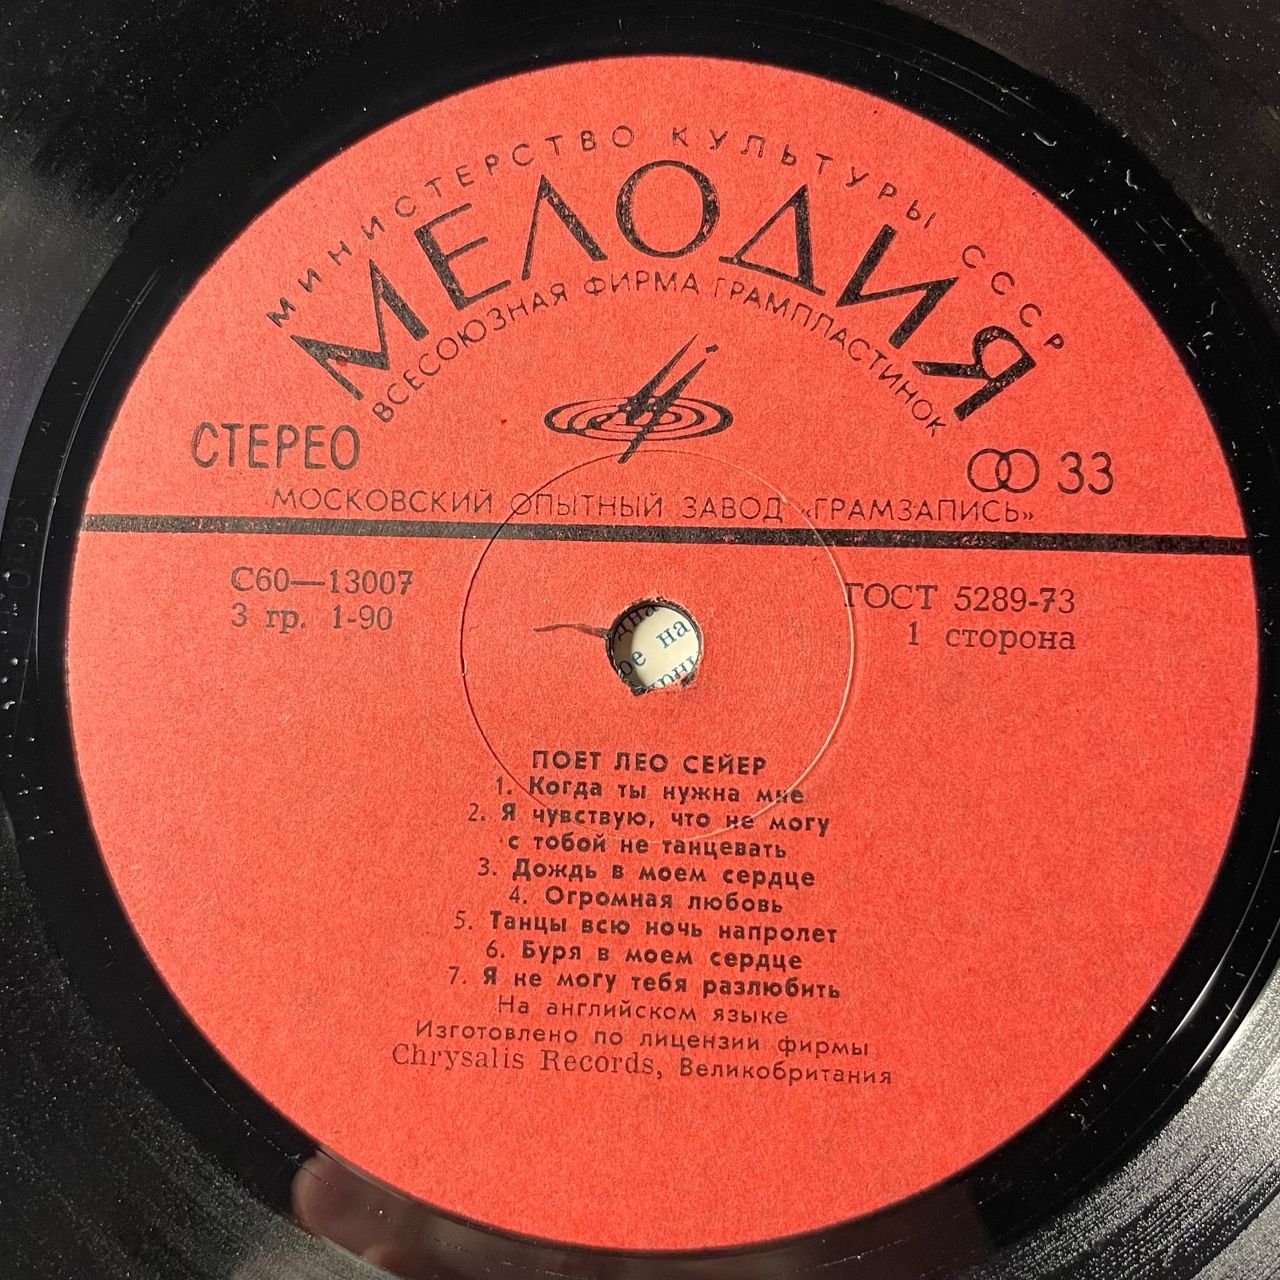 МИНИСТЕРСТВО КУЛЬТУРЫ СССР
МЕЛОДИЯ
ВСЕСОЮЗНАЯ ФИРМА ГРАМПЛАСТИНОК
СТЕРЕО
33
МОСКОВСКИЙ ОПЫТНЫЙ ЗАВОД «ГРАМЗАПИСЬ»
С60—13007
3 гр. 1-90
ГОСТ 5289-73
1 сторона
на
ПОЕТ ЛЕО СЕЙЕР
1. Когда ты нужна мне
2. Я чувствую, что не могу
с тобой не танцевать
3. Дождь в моем сердце
4. Огромная любовь
5. Танцы всю ночь напролет
6. Буря в моем сердце
7. Я не могу тебя разлюбить
На английском языке
Изготовлено по лицензии фирмы
Chrysalis Records, Великобритания